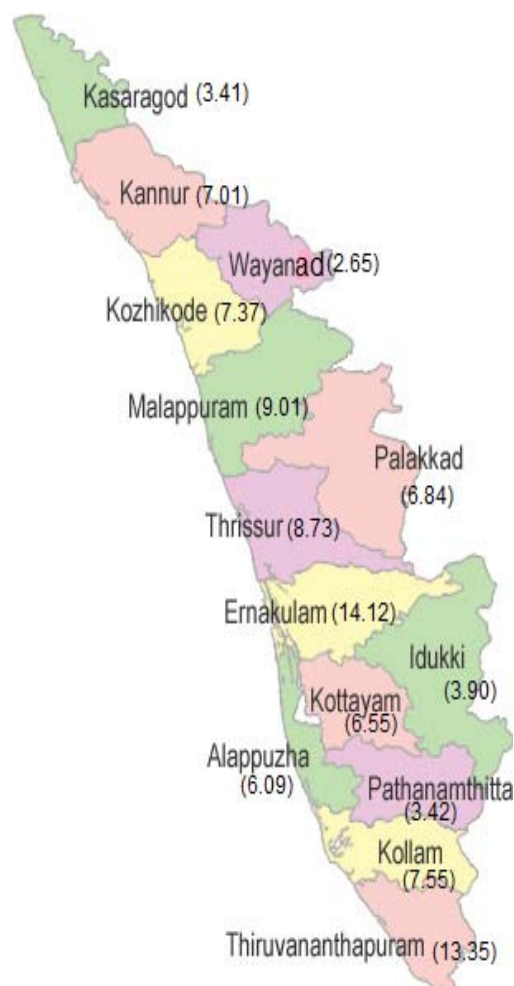 Kasaragod (3.41)
Kannur (7.01)
Wayanad (2.65)
Kozhikode (7.37)
Malappuram (9.01)
Palakkad
(6.84)
Thrissur (8.73)
Ernakulam (14.12)
Idukki
(3.90)
Kottayam
(6.55)
Alappuzha
(6.09)
Pathanamthitta
(3.42)
Kollam
(7.55)
Thiruvananthapuram (13.35)